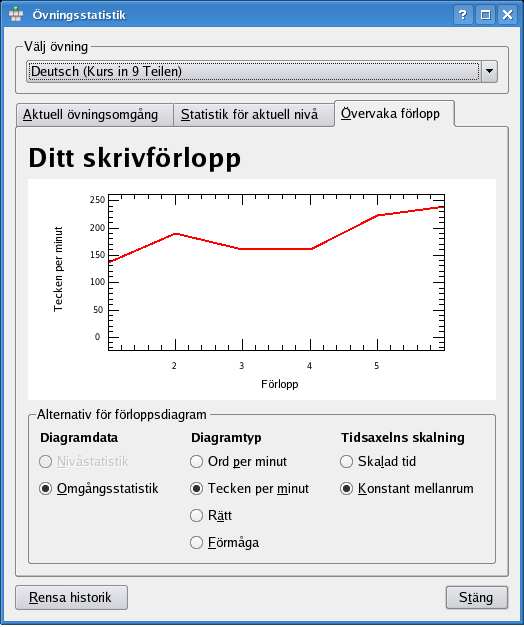 Övningsstatistik
Välj övning
Deutsch (Kurs in 9 Teilen)
Aktuell övningsomgång Statistik för aktuell nivå Övervaka förlopp
Ditt skrivförlopp
250
200
150
100
50
0
Tecken per minut
2 3 4 5
Förlopp
Alternativ för förloppsdiagram
Diagramdata Diagramtyp Tidsaxelns skalning
Nivåstatistik Ord per minut Skalad tid
Omgångsstatistik Tecken per minut Konstant mellanrum
Rätt
Förmåga
Rensa historik Stäng